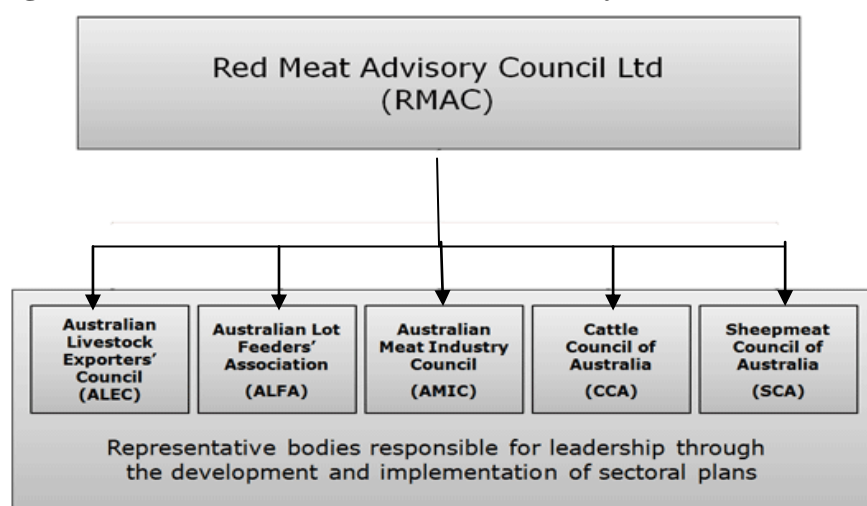 Red Meat Advisory Council Ltd
(RMAC)
Australian
Livestock
Exporters'
Council
(ALEC)
Australian Lot
Feeders'
Association
(ALFA)
Australian
Meat Industry
Council
(AMIC)
Cattle
Council of
Australia
(CCA)
Sheepmeat
Council of
Australia
(SCA)
Representative bodies responsible for leadership through
the development and implementation of sectoral plans